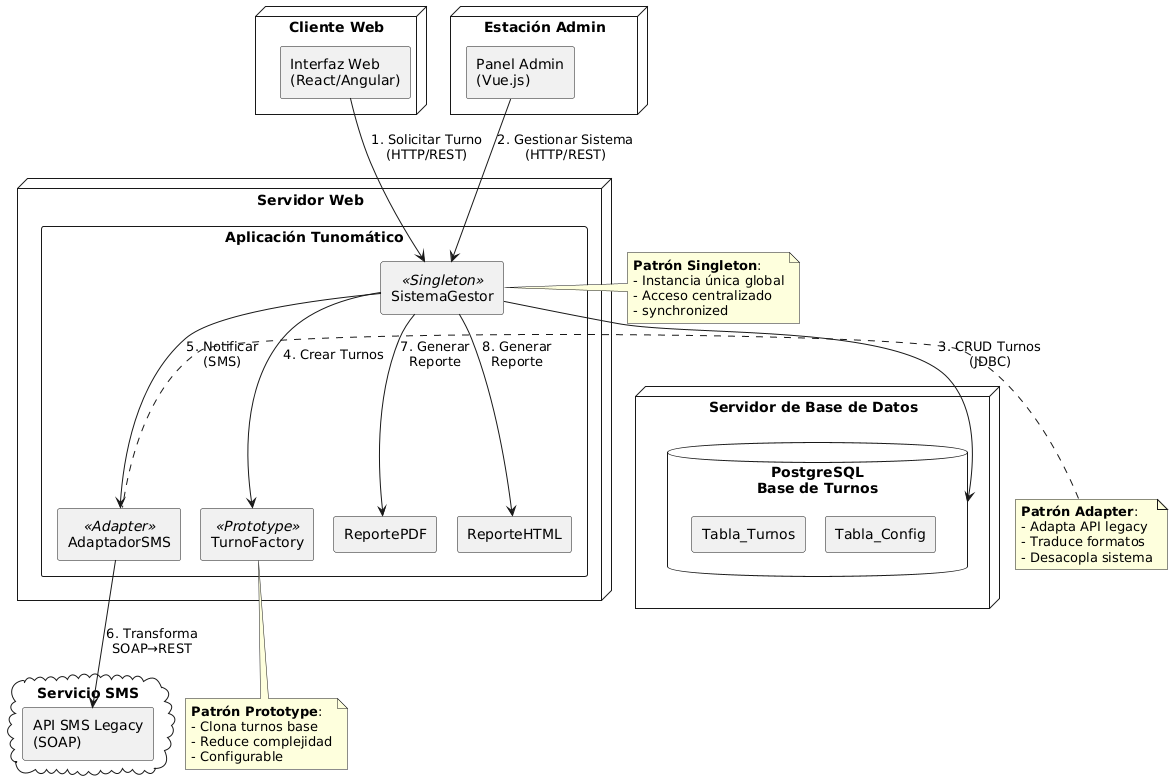 Cliente Web
Interfaz Web
(React/Angular)
Estación Admin
Panel Admin
(Vue.js)
1. Solicitar Turno
(HTTP/REST)
2. Gestionar Sistema
(HTTP/REST)
Servidor Web
Aplicación Tunomático
«Singleton»
SistemaGestor
Patrón Singleton:
- Instancia única global
- Acceso centralizado
- synchronized
5. Notificar
(SMS)
4. Crear Turnos
7. Generar
Reporte
8. Generar
Reporte
3. CRUD Turnos
(JDBC)
Servidor de Base de Datos
PostgreSQL
Base de Turnos
Tabla_Turnos
Tabla_Config
«Adapter»
AdaptadorSMS
«Prototype»
TurnoFactory
ReportePDF
ReporteHTML
Patrón Adapter:
- Adapta API legacy
- Traduce formatos
- Desacopla sistema
6. Transforma
SOAP→REST
Servicio SMS
API SMS Legacy
(SOAP)
Patrón Prototype:
- Clona turnos base
- Reduce complejidad
- Configurable